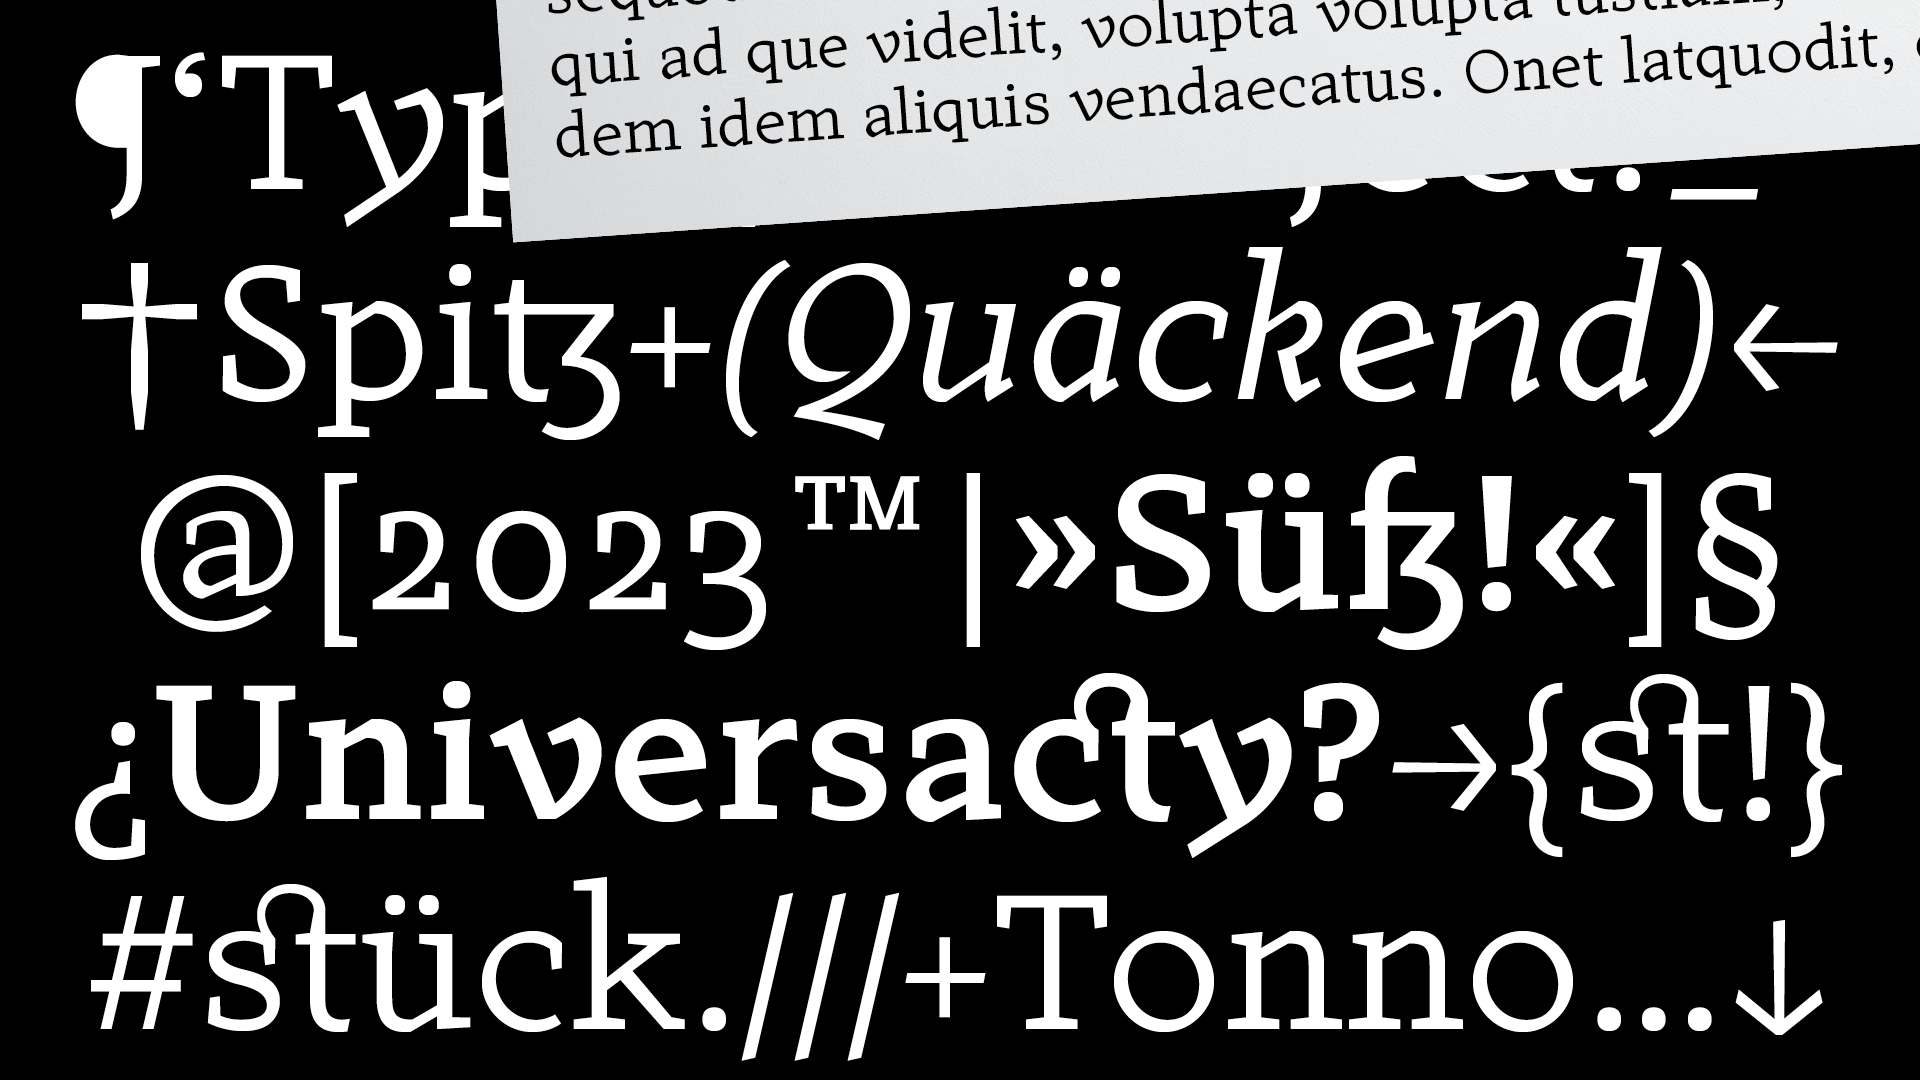 qui ad que videlit, volupta volupta
dem idem aliquis vendaecatus. Onet latquodit,
¶‘Typ
†Spitz+(Quäckend)←
@[2023™|»Süß!«]§
¿Universacty?→{st!}
#stück.///+Tonno...↓